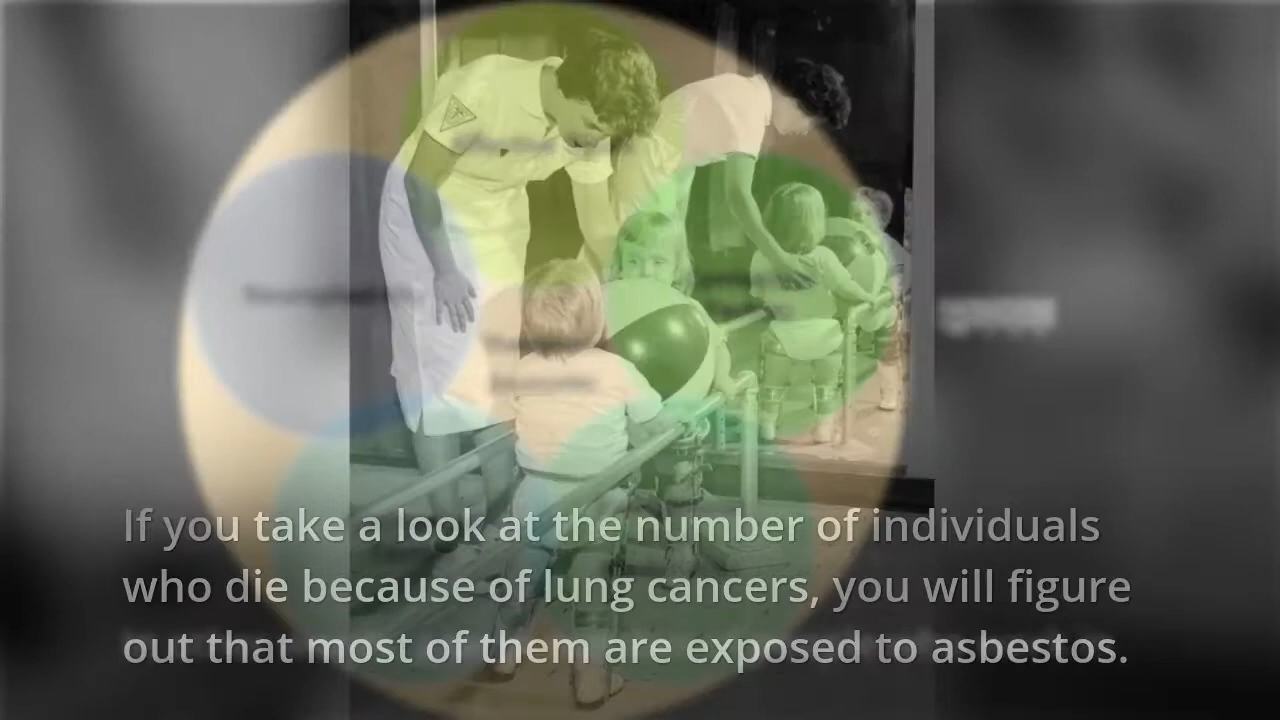 If you take a look at the number of individuals
who die because of lung cancers, you will figure
out that most of them are exposed to asbestos.